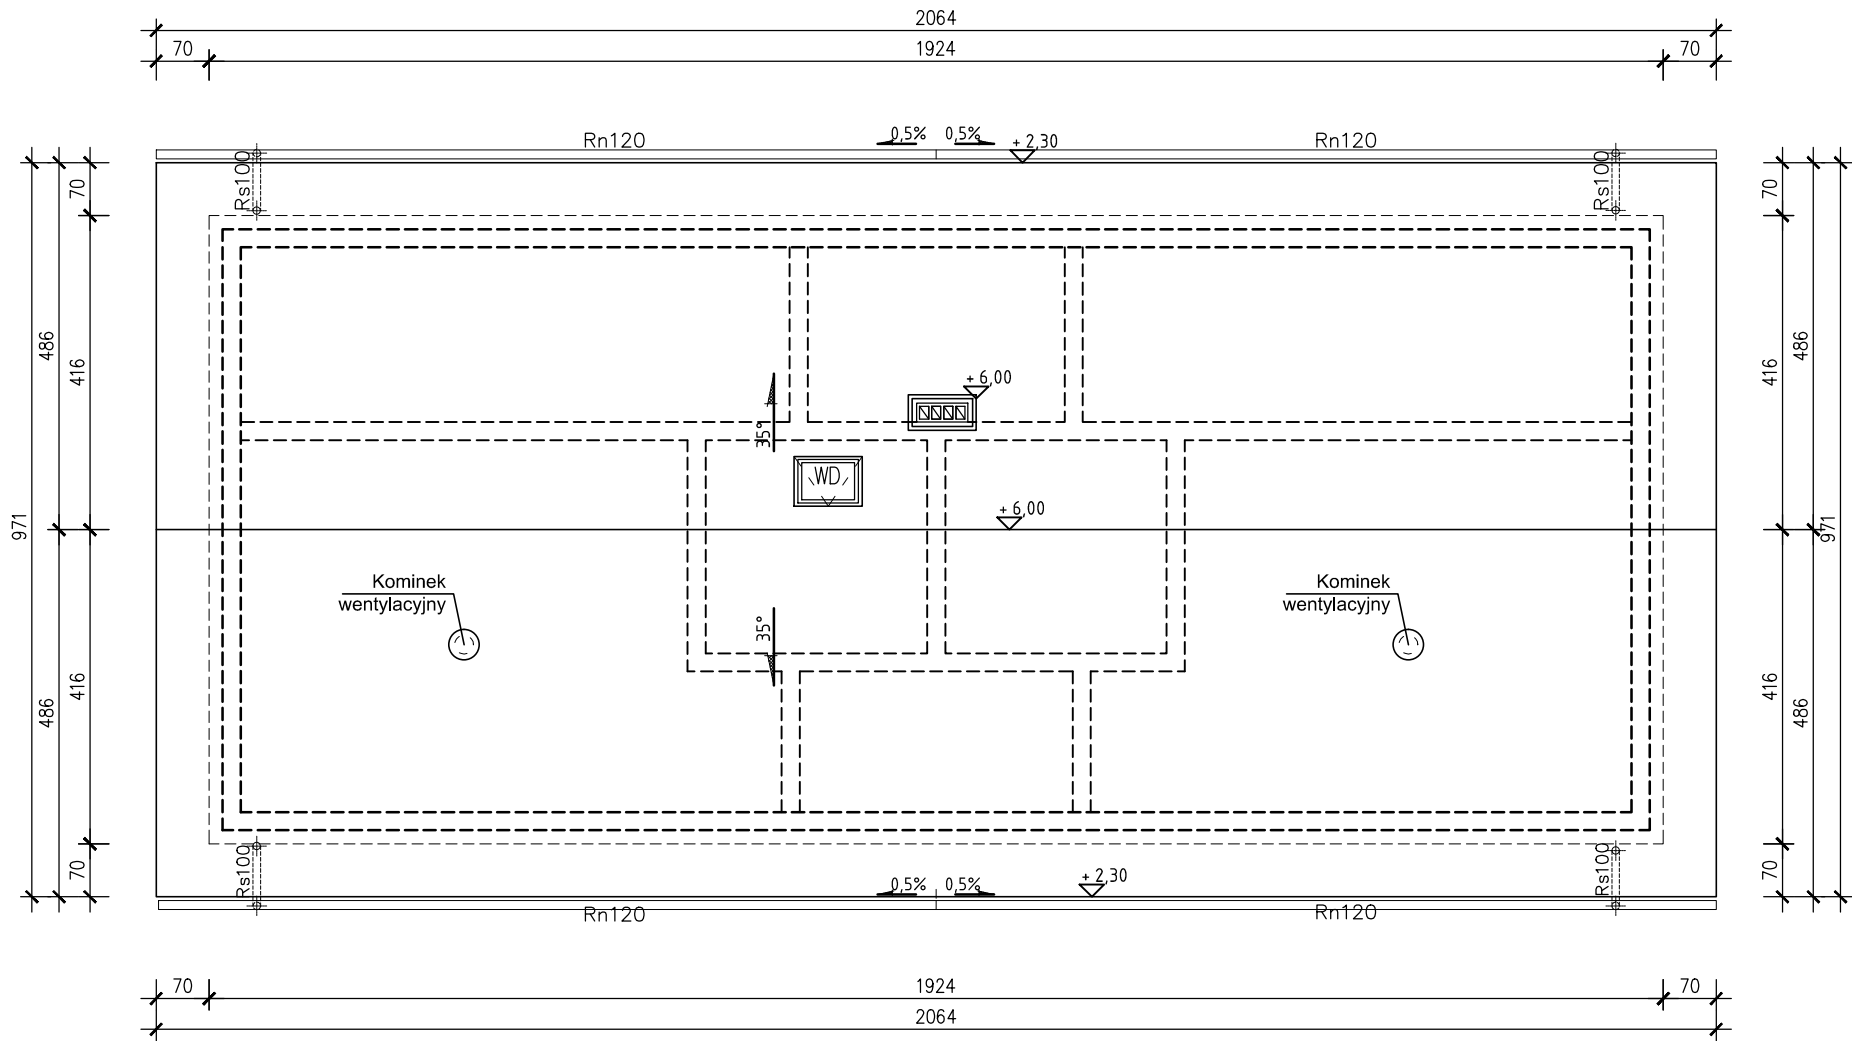 2064
70
1924
70
Rn120
0,5%
0,5%
+ 2,30
Rn120
Rs100
Rs100
70
70
486
416
+ 6,00
416
486
35°
WD
971
+ 6,00
971
Kominek
wentylacyjny
Kominek
wentylacyjny
35°
486
416
416
486
Rs100
Rs100
70
70
0,5%
0,5%
+ 2,30
Rn120
Rn120
70
1924
70
2064